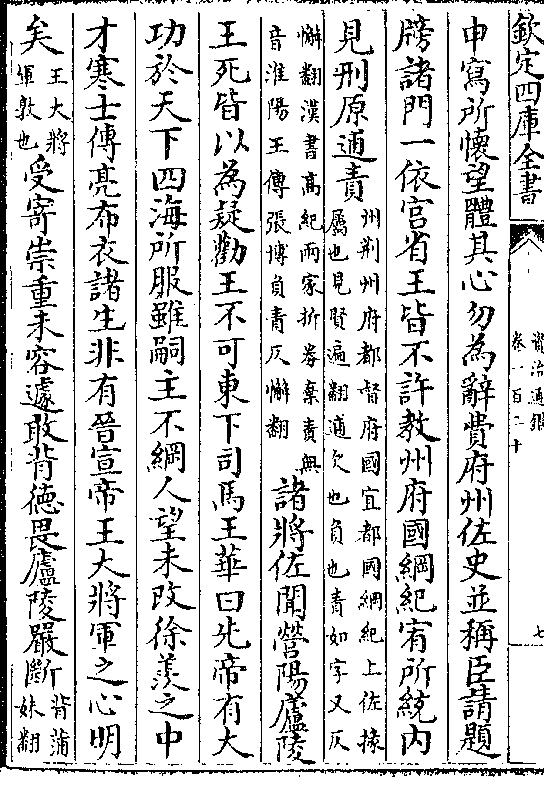 欽定四庫全書
資治通鑑
卷一百二十
七
申寫所懷望體其心勿為辭費府州佐史並稱臣請題
牓諸門一依宫省王皆不許教州府國綱紀宥所統内
見刑原逋責州荆州府都督府國宜都國綱紀上佐掾
屬也見賢遍翻逋欠也負也責如字又仄
懈翻漢書高紀兩家折券棄責無
音淮陽王傳張博負責仄懈翻諸將佐聞營陽廬陵
王死皆以為疑勸王不可東下司馬王華曰先帝有大
功於天下四海所服雖嗣主不綱人望未改徐羨之中
才寒士傅亮布衣諸生非有晉宣帝王大將軍之心明
矣王大將
軍敦也受寄崇重未容遽敢背德畏廬陵嚴斷背蒲
妹翻